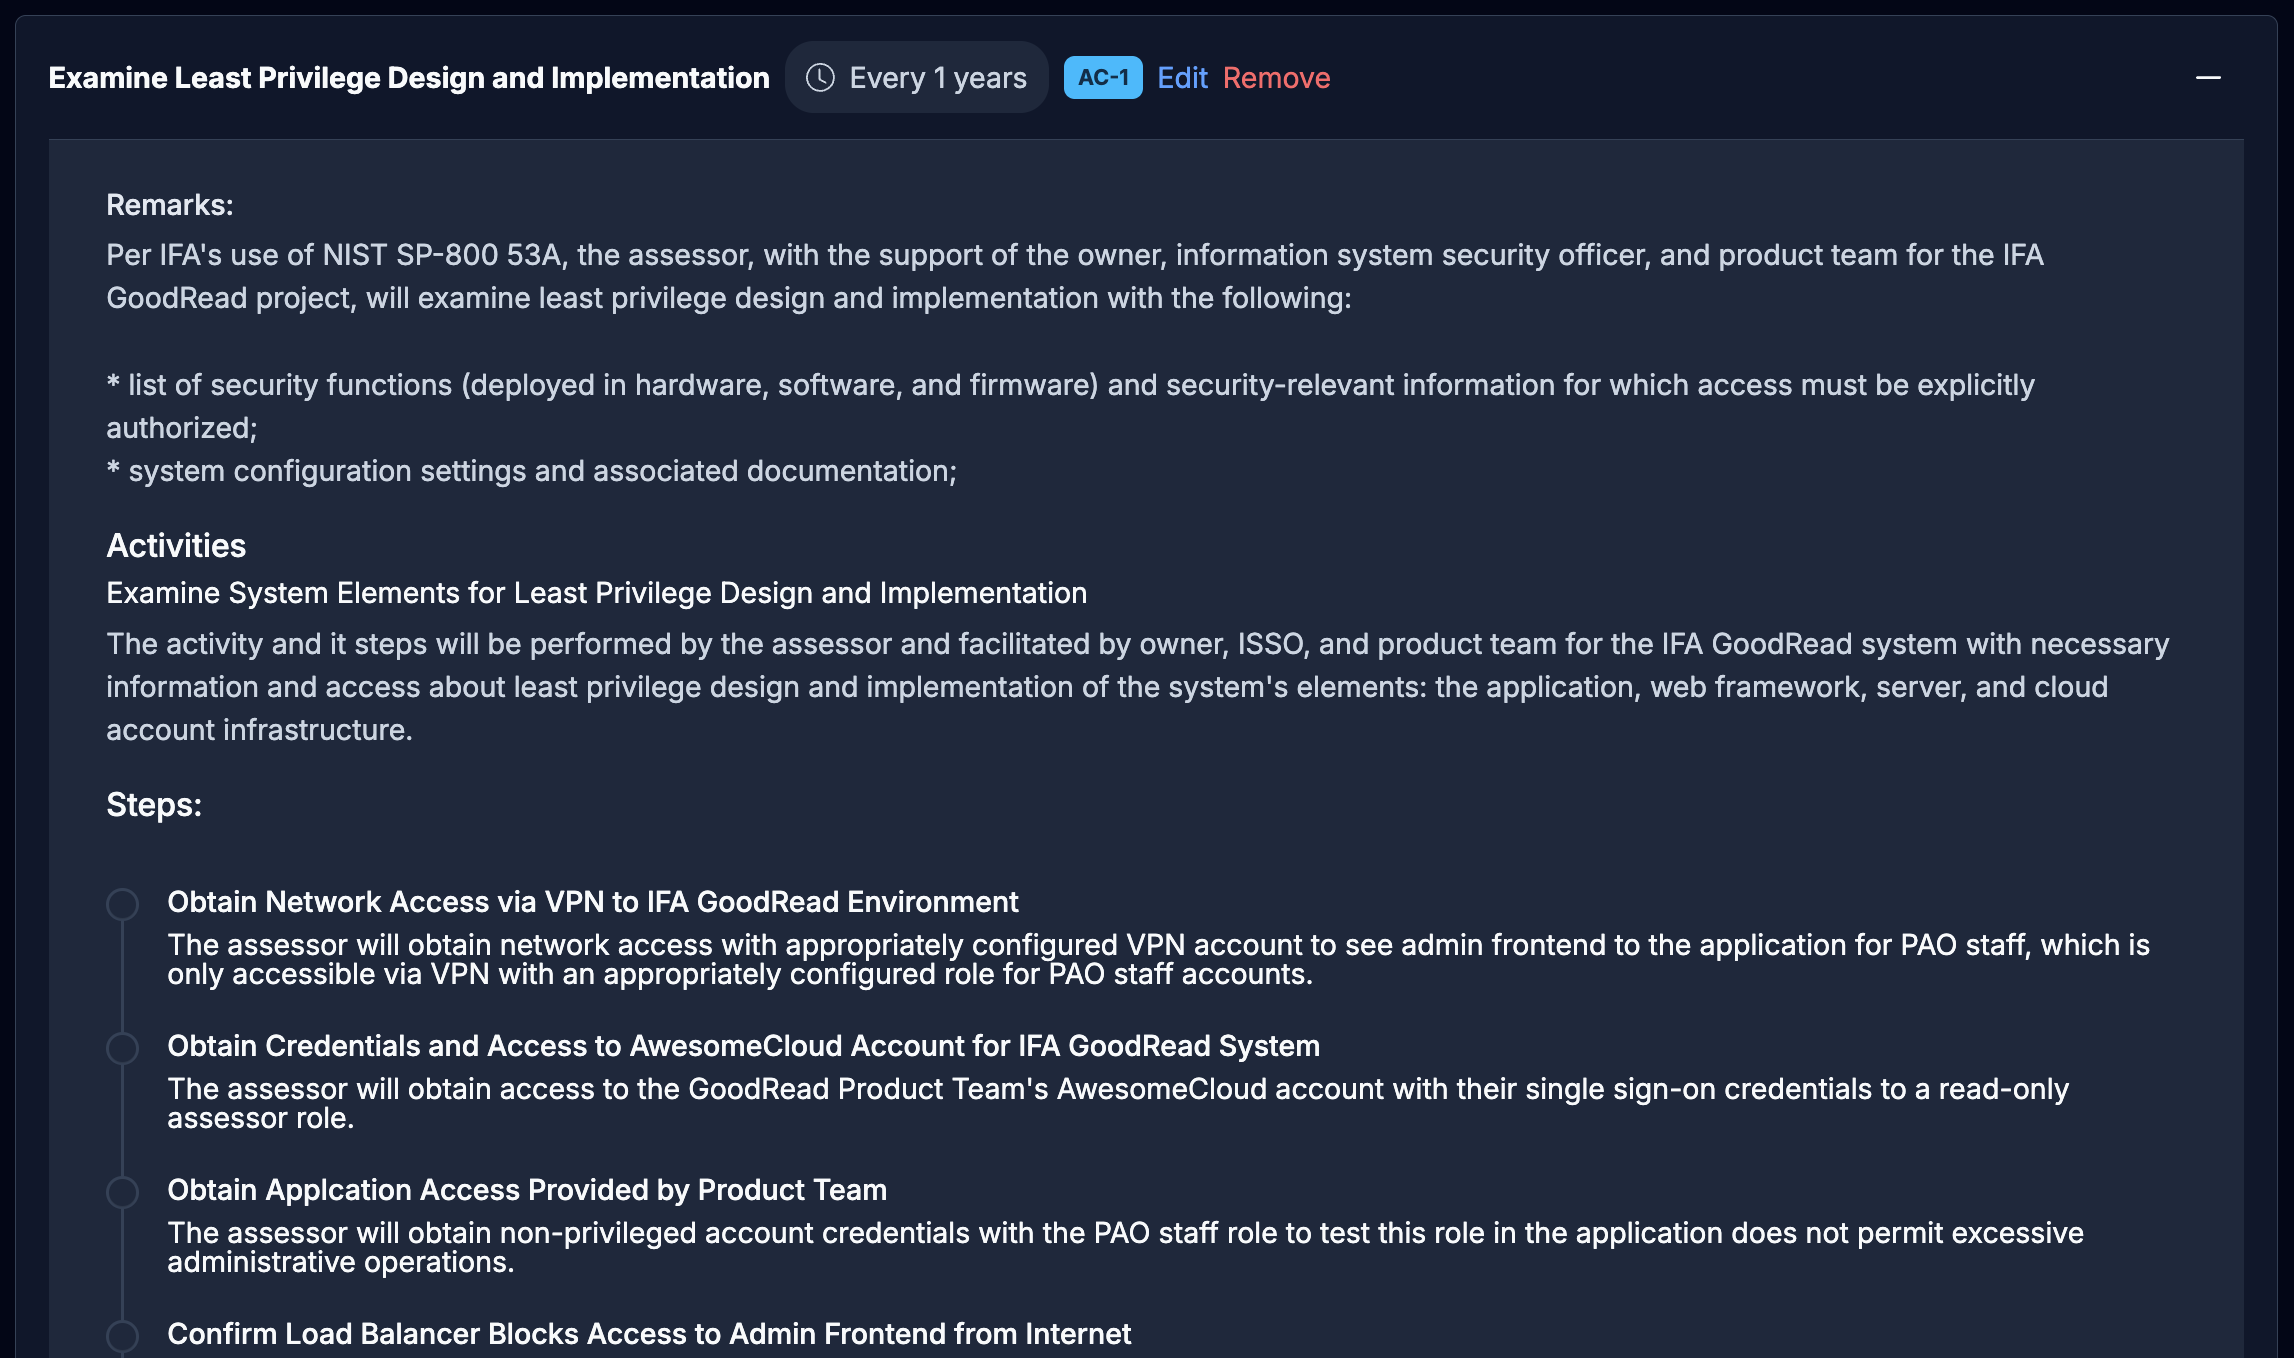 Examine Least Privilege Design and Implementation Every 1 years AC-1 Edit Remove
Remarks:
Per IFA's use of NIST SP-800 53A, the assessor, with the support of the owner, information system security officer, and product team for the IFA
GoodRead project, will examine least privilege design and implementation with the following:
* list of security functions (deployed in hardware, software, and firmware) and security-relevant information for which access must be explicitly
authorized;
* system configuration settings and associated documentation;
Activities
Examine System Elements for Least Privilege Design and Implementation
The activity and it steps will be performed by the assessor and facilitated by owner, ISSO, and product team for the IFA GoodRead system with necessary
information and access about least privilege design and implementation of the system's elements: the application, web framework, server, and cloud
account infrastructure.
Steps:
Obtain Network Access via VPN to IFA GoodRead Environment
The assessor will obtain network access with appropriately configured VPN account to see admin frontend to the application for PAO staff, which is
only accessible via VPN with an appropriately configured role for PAO staff accounts.
Obtain Credentials and Access to AwesomeCloud Account for IFA GoodRead System
The assessor will obtain access to the GoodRead Product Team's AwesomeCloud account with their single sign-on credentials to a read-only
assessor role.
Obtain Applcation Access Provided by Product Team
The assessor will obtain non-privileged account credentials with the PAO staff role to test this role in the application does not permit excessive
administrative operations.
Confirm Load Balancer Blocks Access to Admin Frontend from Internet